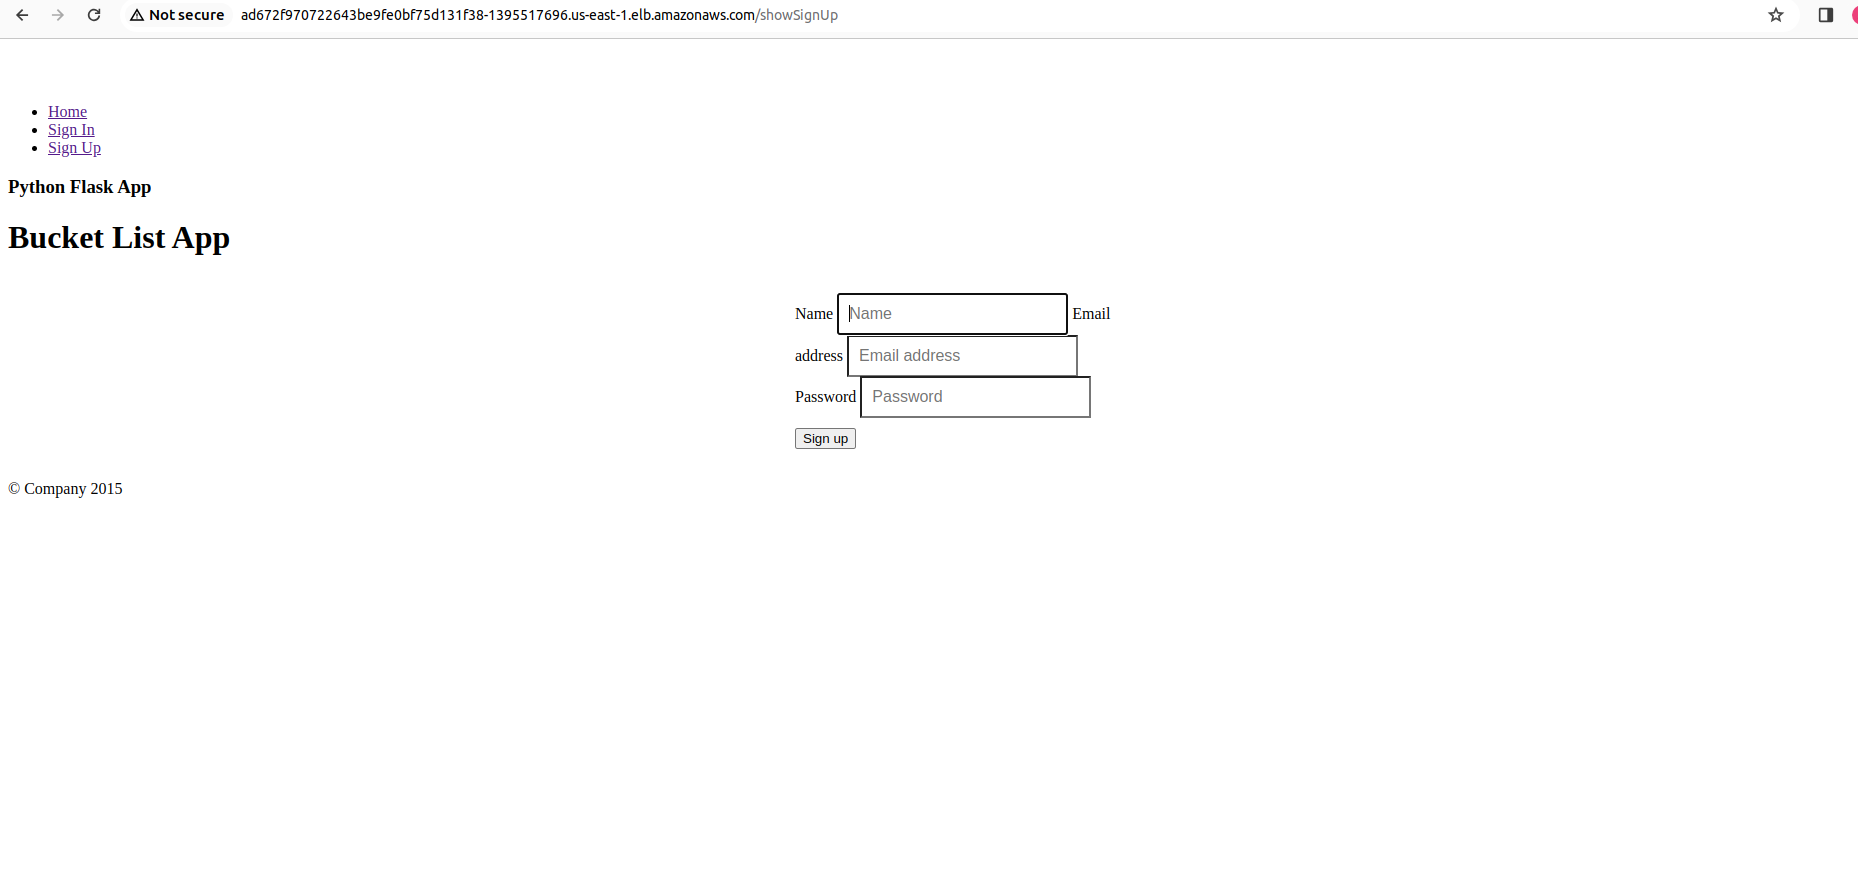 Not secure ad672f970722643be9fe0bf75d131f38-1395517696.us-east-1.elb.amazonaws.com/showSignUp
Home
Sign In
Sign Up
Python Flask App
Bucket List App
Name Name Email
address Email address
Password Password
Sign up
© Company 2015